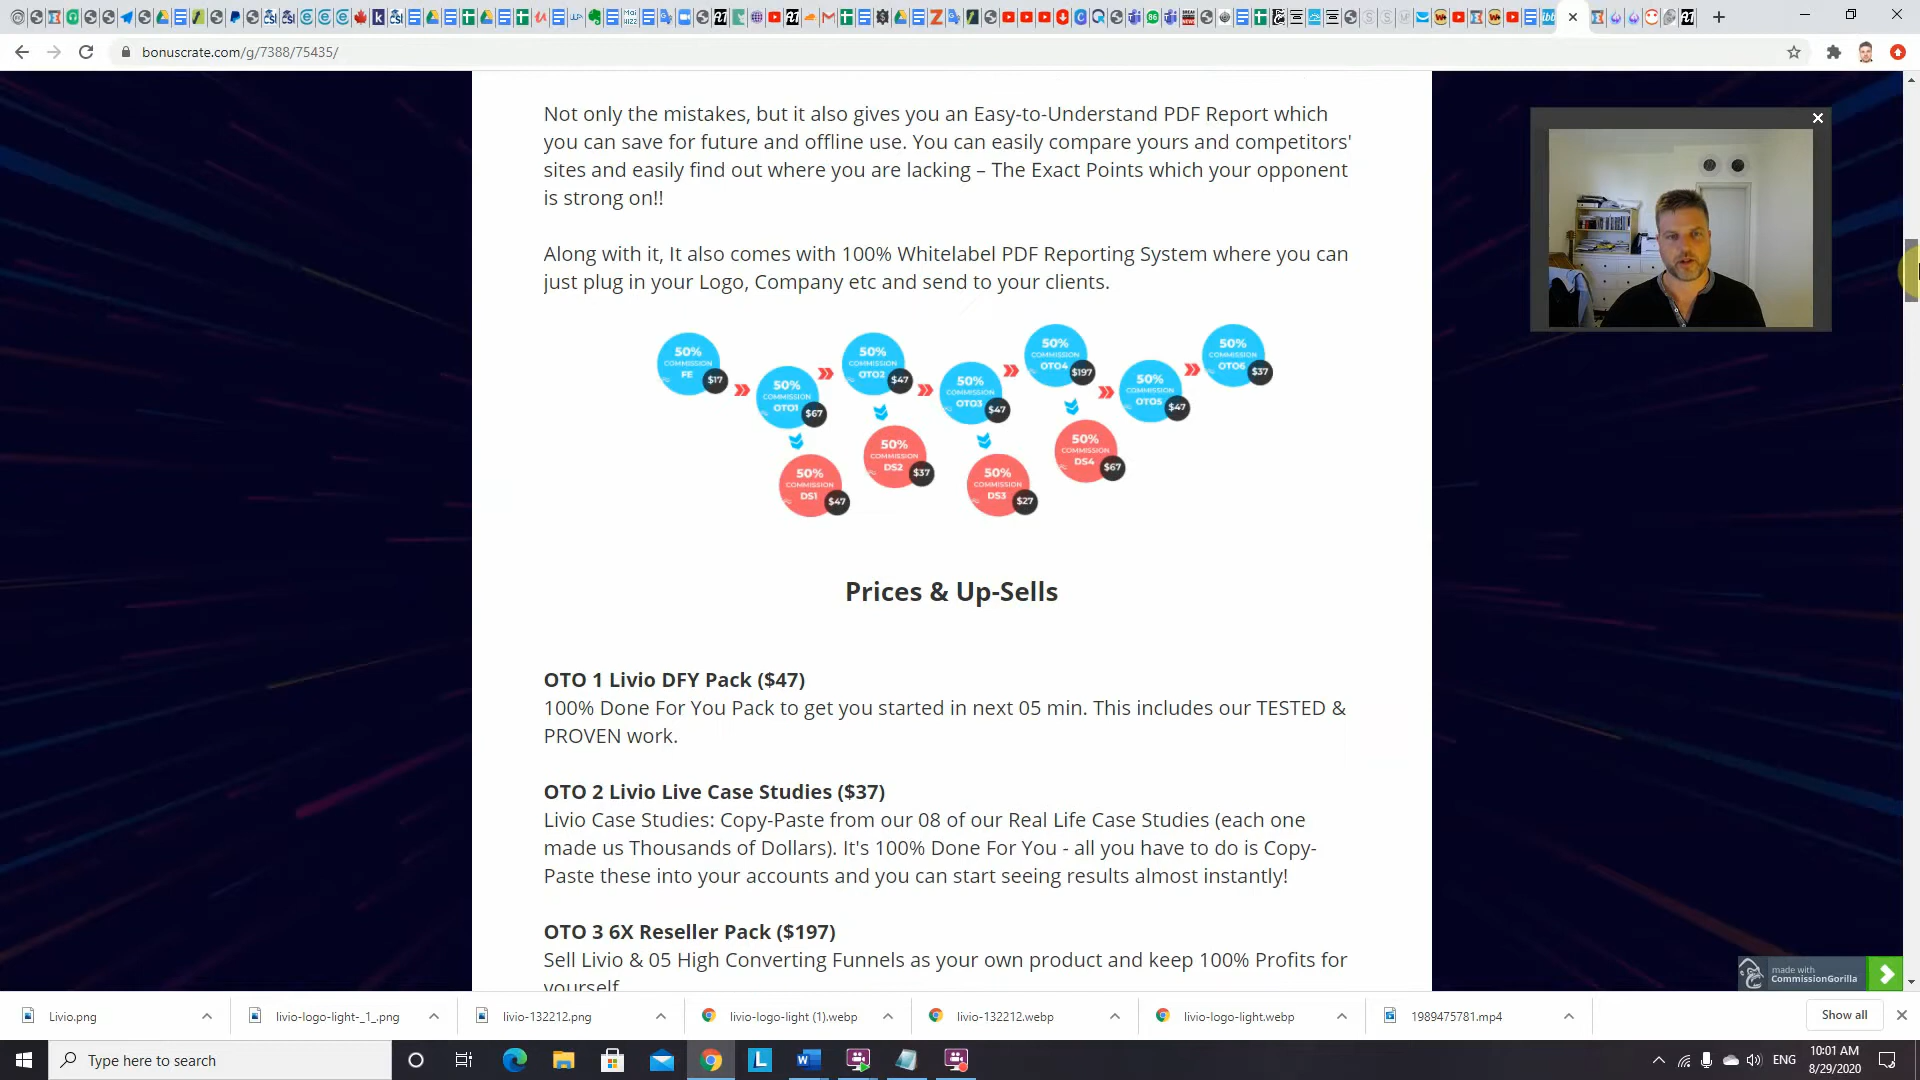 bonuscrate.com/g/7388/75435/
Not only the mistakes, but it also gives you an Easy-to-Understand PDF Report which
you can save for future and offline use. You can easily compare yours and competitors'
sites and easily find out where you are lacking – The Exact Points which your opponent
is strong on!!
Along with it, It also comes with 100% Whitelabel PDF Reporting System where you can
just plug in your Logo, Company etc and send to your clients.
50%
COMMISSION
FE
$17
50%
COMMISSION
OTO1
$67
50%
COMMISSION
OTO2
$47
50%
COMMISSION
OTO3
$47
50%
COMMISSION
OTO4
$197
50%
COMMISSION
OTO5
$47
50%
COMMISSION
OTO6
$37
50%
COMMISSION
DS1
$47
50%
COMMISSION
DS2
$37
50%
COMMISSION
DS3
$27
50%
COMMISSION
DS4
$67
Prices & Up-Sells
OTO 1 Livio DFY Pack ($47)
100% Done For You Pack to get you started in next 05 min. This includes our TESTED &
PROVEN work.
OTO 2 Livio Live Case Studies ($37)
Livio Case Studies: Copy-Paste from our 08 of our Real Life Case Studies (each one
made us Thousands of Dollars). It's 100% Done For You - all you have to do is Copy-
Paste these into your accounts and you can start seeing results almost instantly!
OTO 3 6X Reseller Pack ($197)
Sell Livio & 05 High Converting Funnels as your own product and keep 100% Profits for
yourself
made with
CommissionGorilla
Livio.png
livio-logo-light-_1_.png
livio-132212.png
livio-logo-light (1).webp
livio-132212.webp
livio-logo-light.webp
1989475781.mp4
Show all
Type here to search
ENG
10:01 AM
8/29/2020